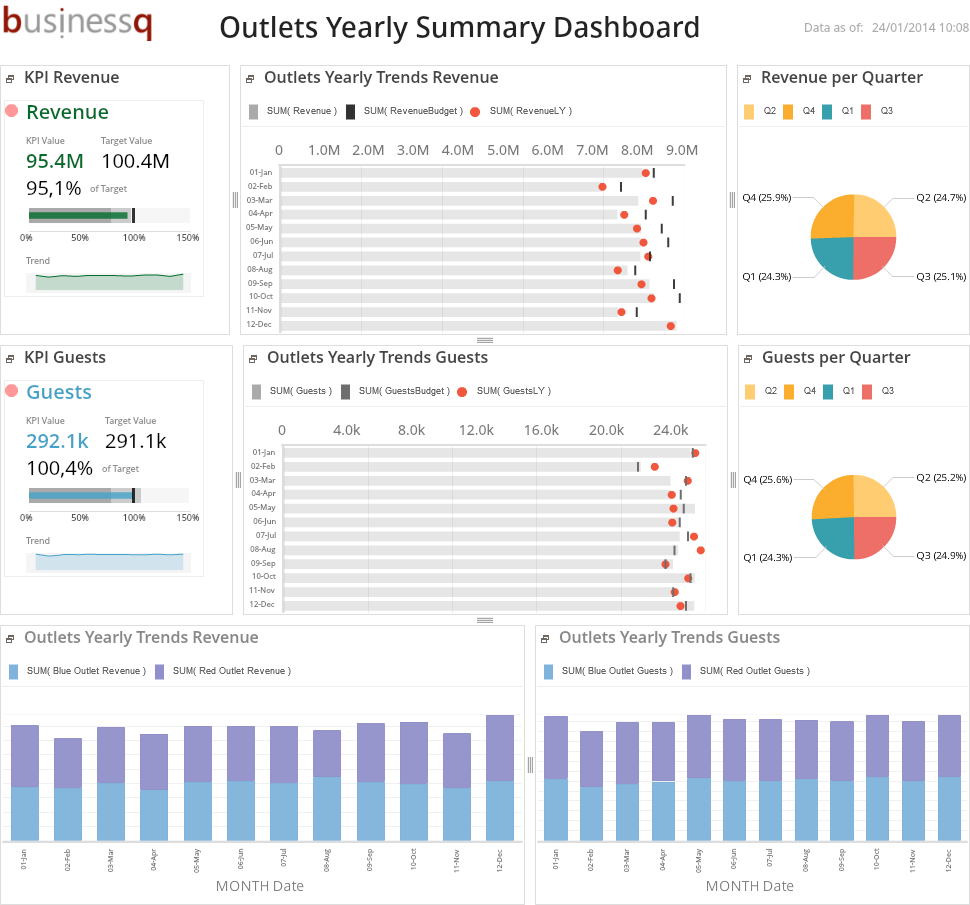 businessq
Outlets Yearly Summary Dashboard
Data as of: 24/01/2014 10:08
KPI Revenue
Revenue
KPI Value Target Value
95.4M 100.4M
95,1% of Target
0% 50% 100% 150%
Trend
Outlets Yearly Trends Revenue
SUM( Revenue ) SUM( RevenueBudget ) SUM( RevenueLY )
0 1.0M 2.0M 3.0M 4.0M 5.0M 6.0M 7.0M 8.0M 9.0M
01-Jan
02-Feb
03-Mar
04-Apr
05-May
06-Jun
07-Jul
08-Aug
09-Sep
10-Oct
11-Nov
12-Dec
Revenue per Quarter
Q2 Q4 Q1 Q3
Q4 (25.9%) Q2 (24.7%)
Q1 (24.3%) Q3 (25.1%)
KPI Guests
Guests
KPI Value Target Value
292.1k 291.1k
100,4% of Target
0% 50% 100% 150%
Trend
Outlets Yearly Trends Guests
SUM( Guests ) SUM( GuestsBudget ) SUM( GuestsLY )
0 4.0k 8.0k 12.0k 16.0k 20.0k 24.0k
01-Jan
02-Feb
03-Mar
04-Apr
05-May
06-Jun
07-Jul
08-Aug
09-Sep
10-Oct
11-Nov
12-Dec
Guests per Quarter
Q2 Q4 Q1 Q3
Q4 (25.6%) Q2 (25.2%)
Q1 (24.3%) Q3 (24.9%)
Outlets Yearly Trends Revenue
SUM( Blue Outlet Revenue ) SUM( Red Outlet Revenue )
01-Jan 02-Feb 03-Mar 04-Apr 05-May 06-Jun 07-Jul 08-Aug 09-Sep 10-Oct 11-Nov 12-Dec
MONTH Date
Outlets Yearly Trends Guests
SUM( Blue Outlet Guests ) SUM( Red Outlet Guests )
01-Jan 02-Feb 03-Mar 04-Apr 05-May 06-Jun 07-Jul 08-Aug 09-Sep 10-Oct 11-Nov 12-Dec
MONTH Date